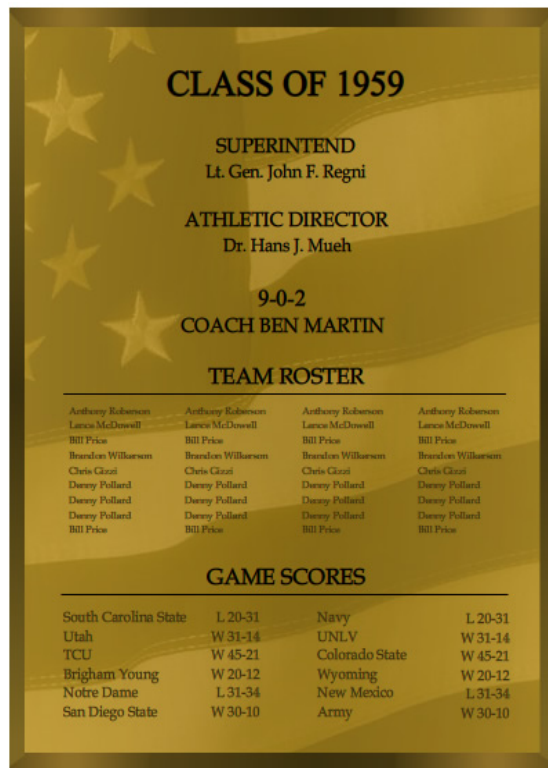 CLASS OF 1959
SUPERINTEND
Lt. Gen. John F. Regni
ATHLETIC DIRECTOR
Dr. Hans J. Mueh
9-0-2
COACH BEN MARTIN
TEAM ROSTER
Anthony Roberson Anthony Roberson Anthony Roberson Anthony Roberson
Lance McDowell Lance McDowell Lance McDowell Lance McDowell
Bill Price Bill Price Bill Price Bill Price
Brandon Wilkerson Brandon Wilkerson Brandon Wilkerson Brandon Wilkerson
Chris Gizzi Chris Gizzi Chris Gizzi Chris Gizzi
Danny Pollard Danny Pollard Danny Pollard Danny Pollard
Danny Pollard Danny Pollard Danny Pollard Danny Pollard
Danny Pollard Danny Pollard Danny Pollard Danny Pollard
Bill Price Bill Price Bill Price Bill Price
GAME SCORES
South Carolina State L 20-31 Navy L 20-31
Utah W 31-14 UNLV W 31-14
TCU W 45-21 Colorado State W 45-21
Brigham Young W 20-12 Wyoming W 20-12
Notre Dame L 31-34 New Mexico L 31-34
San Diego State W 30-10 Army W 30-10